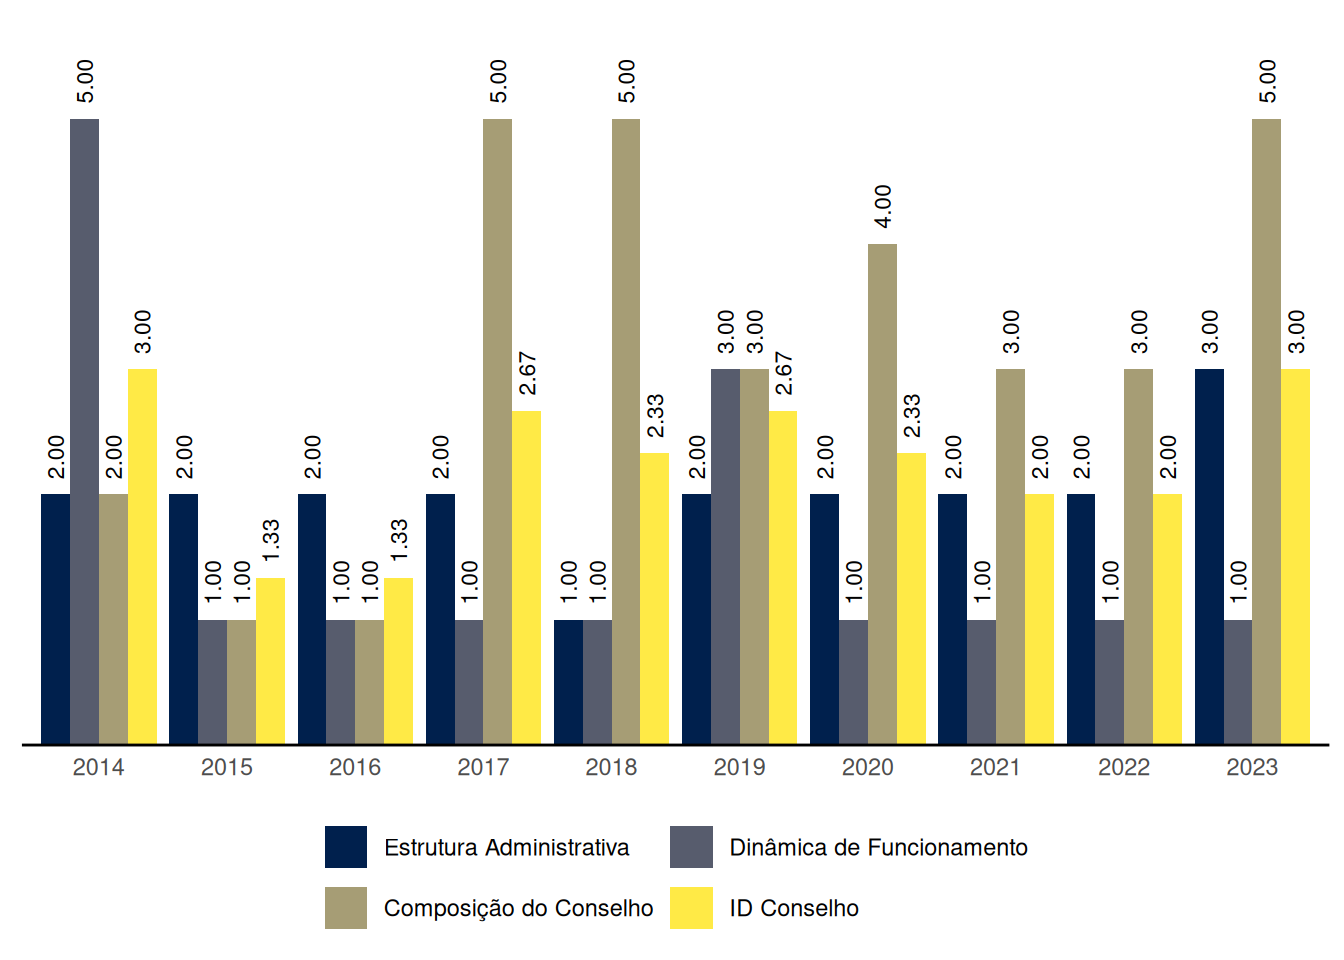 2.00 5.00 2.00 3.00
2.00 1.00 1.00 1.33
2.00 1.00 1.00 1.33
2.00 1.00 5.00 2.67
1.00 1.00 5.00 2.33
2.00 3.00 3.00 2.67
2.00 1.00 4.00 2.33
2.00 1.00 3.00 2.00
2.00 1.00 3.00 2.00
3.00 1.00 5.00 3.00
2014 2015 2016 2017 2018 2019 2020 2021 2022 2023
Estrutura Administrativa Dinâmica de Funcionamento
Composição do Conselho ID Conselho